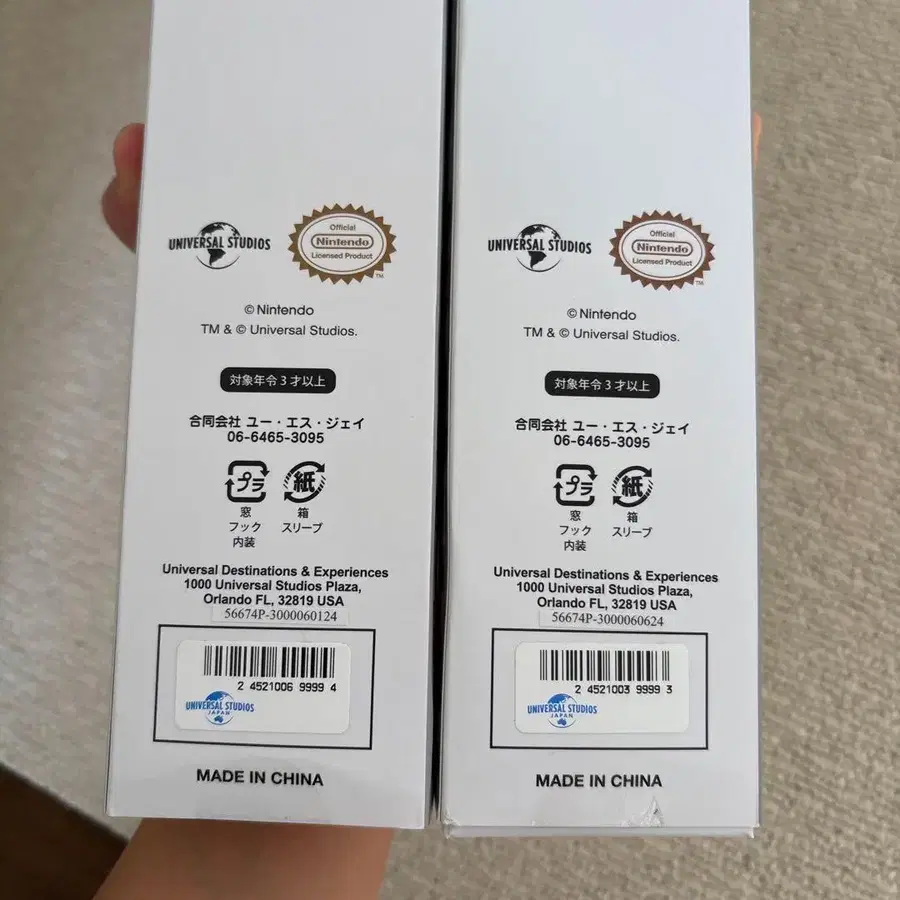 UNIVERSAL STUDIOS
Official
Nintendo
Licensed Product
TM
© Nintendo
TM & © Universal Studios.
対象年令3才以上
合同会社 ユー・エス・ジェイ
06-6465-3095
プラ
紙
窓
フック
内装
箱
スリーブ
Universal Destinations & Experiences
1000 Universal Studios Plaza,
Orlando FL, 32819 USA
56674P-3000060124
2 4521006 9999 4
UNIVERSAL STUDIOS
JAPAN
MADE IN CHINA
UNIVERSAL STUDIOS
Official
Nintendo
Licensed Product
TM
© Nintendo
TM & © Universal Studios.
対象年令3才以上
合同会社 ユー・エス・ジェイ
06-6465-3095
プラ
紙
窓
フック
内装
箱
スリーブ
Universal Destinations & Experiences
1000 Universal Studios Plaza,
Orlando FL, 32819 USA
56674P-3000060624
2 4521003 9999 3
UNIVERSAL STUDIOS
JAPAN
MADE IN CHINA